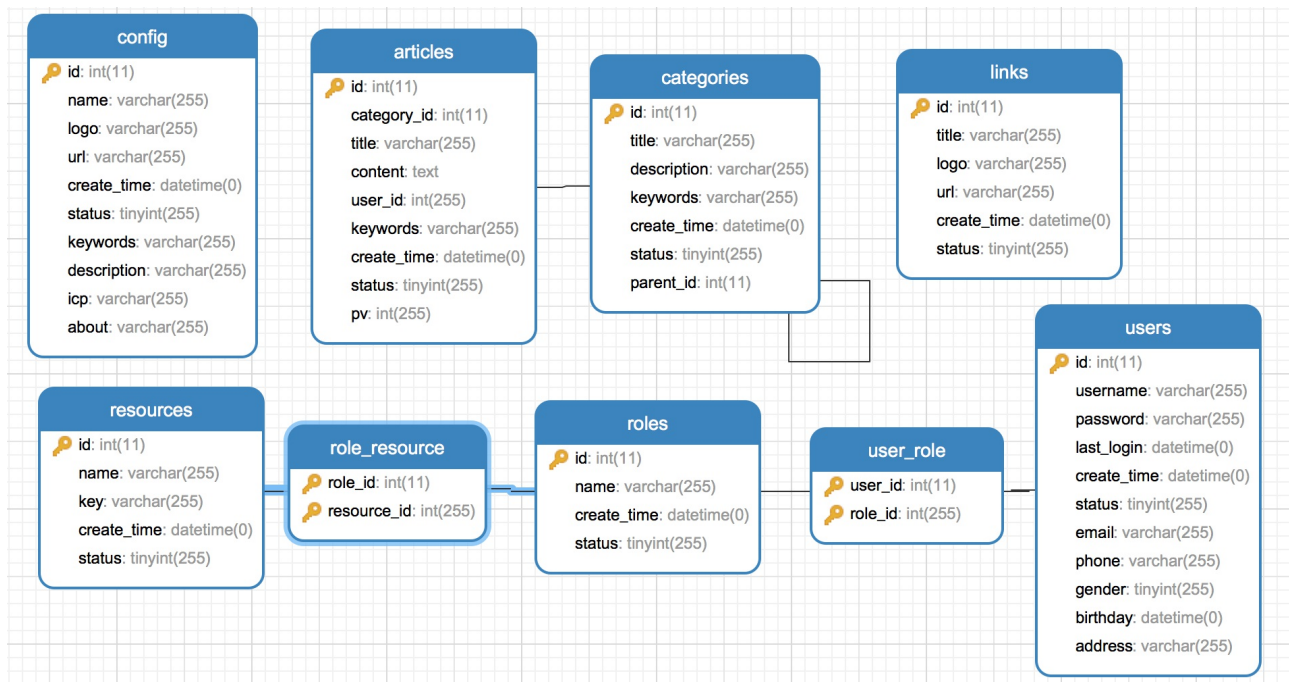 config
id: int(11)
name: varchar(255)
logo: varchar(255)
url: varchar(255)
create_time: datetime(0)
status: tinyint(255)
keywords: varchar(255)
description: varchar(255)
icp: varchar(255)
about: varchar(255)
articles
id: int(11)
category_id: int(11)
title: varchar(255)
content: text
user_id: int(255)
keywords: varchar(255)
create_time: datetime(0)
status: tinyint(255)
pv: int(255)
categories
id: int(11)
title: varchar(255)
description: varchar(255)
keywords: varchar(255)
create_time: datetime(0)
status: tinyint(255)
parent_id: int(11)
links
id: int(11)
title: varchar(255)
logo: varchar(255)
url: varchar(255)
create_time: datetime(0)
status: tinyint(255)
resources
id: int(11)
name: varchar(255)
key: varchar(255)
create_time: datetime(0)
status: tinyint(255)
role_resource
role_id: int(11)
resource_id: int(255)
roles
id: int(11)
name: varchar(255)
create_time: datetime(0)
status: tinyint(255)
user_role
user_id: int(11)
role_id: int(255)
users
id: int(11)
username: varchar(255)
password: varchar(255)
last_login: datetime(0)
create_time: datetime(0)
status: tinyint(255)
email: varchar(255)
phone: varchar(255)
gender: tinyint(255)
birthday: datetime(0)
address: varchar(255)